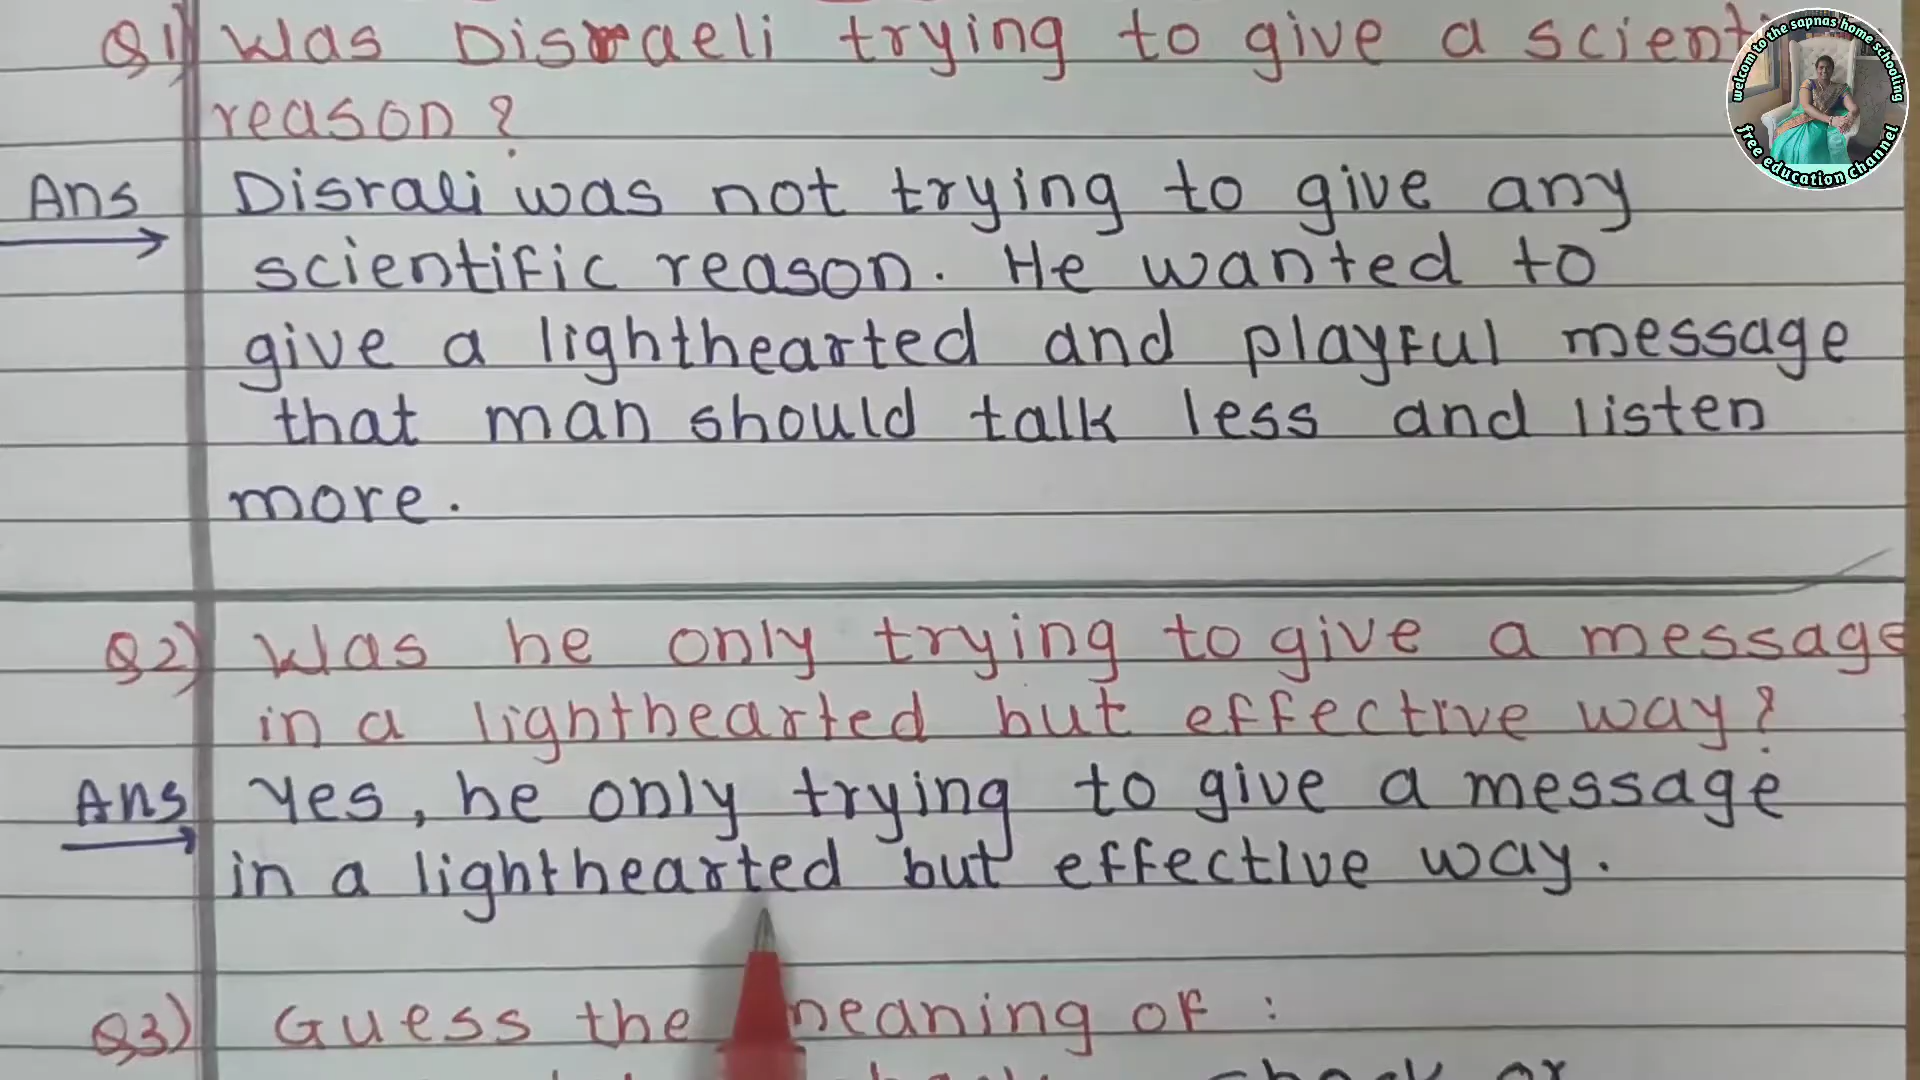 Q1) Was Disraeli trying to give a scienti
reason?
Ans Disrali was not trying to give any
scientific reason. He wanted to
give a lighthearted and playful message
that man should talk less and listen
more.
Q2) Was he only trying to give a message
in a lighthearted but effective way?
Ans Yes, he only trying to give a message
in a lighthearted but effective way.
Q3) Guess the meaning of :
or
welcom to the sapnas home schooling
free education channel